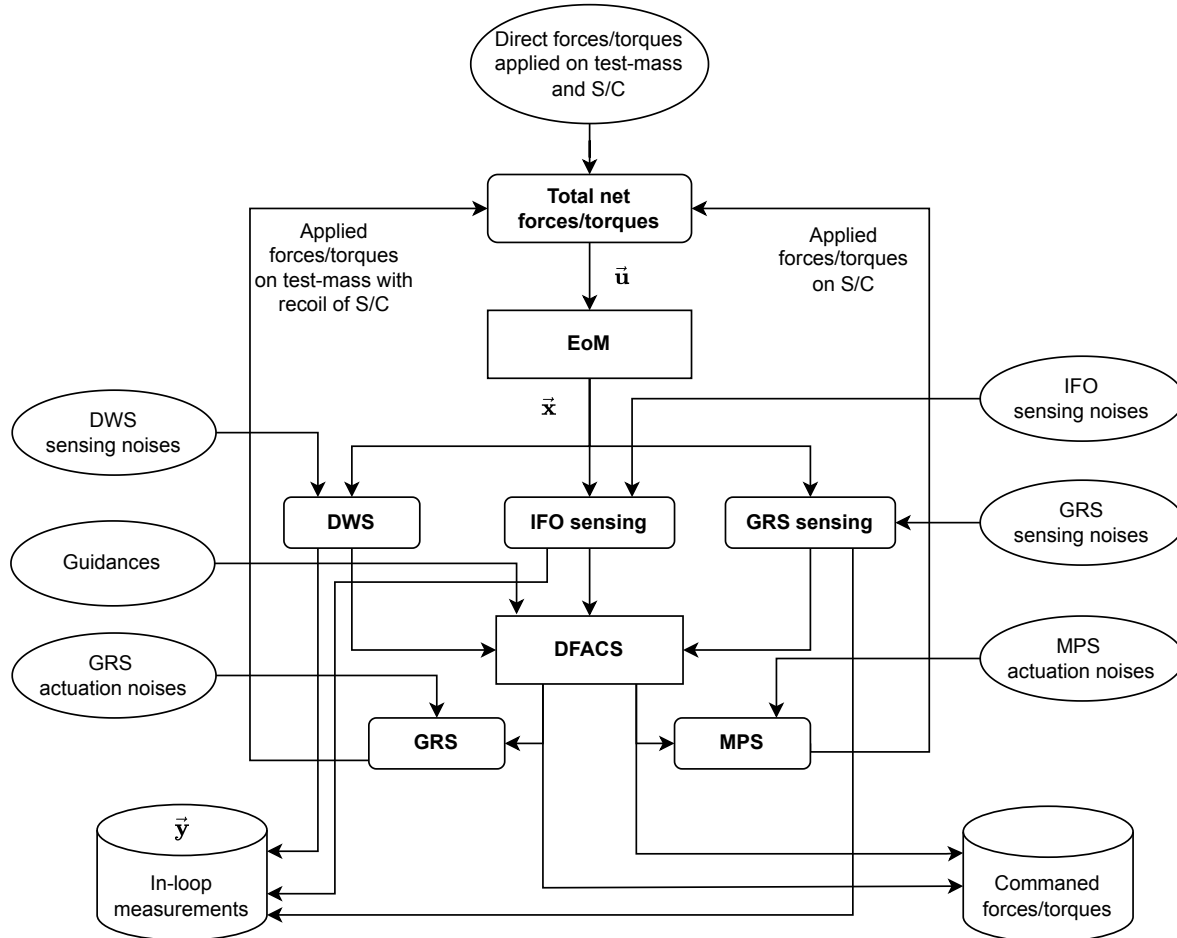 Direct forces/torques
applied on test-mass
and S/C
Total net
forces/torques
Applied
forces/torques
on test-mass with
recoil of S/C
Applied
forces/torques
on S/C
u⃗
EoM
x⃗
DWS
sensing noises
IFO
sensing noises
DWS
IFO sensing
GRS sensing
GRS
sensing noises
Guidances
DFACS
GRS
actuation noises
MPS
actuation noises
GRS
MPS
y⃗
In-loop
measurements
Commaned
forces/torques